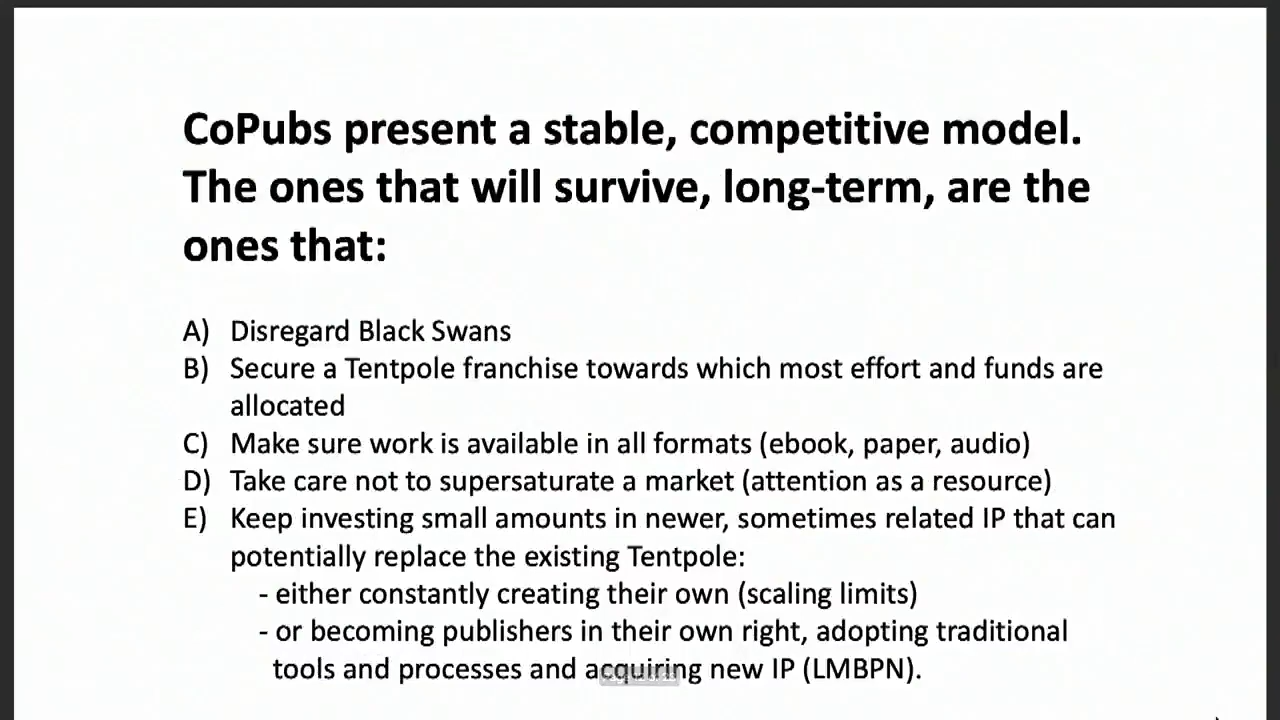 CoPubs present a stable, competitive model.
The ones that will survive, long-term, are the
ones that:
A) Disregard Black Swans
B) Secure a Tentpole franchise towards which most effort and funds are
allocated
C) Make sure work is available in all formats (ebook, paper, audio)
D) Take care not to supersaturate a market (attention as a resource)
E) Keep investing small amounts in newer, sometimes related IP that can
potentially replace the existing Tentpole:
- either constantly creating their own (scaling limits)
- or becoming publishers in their own right, adopting traditional
tools and processes and acquiring new IP (LMBPN).